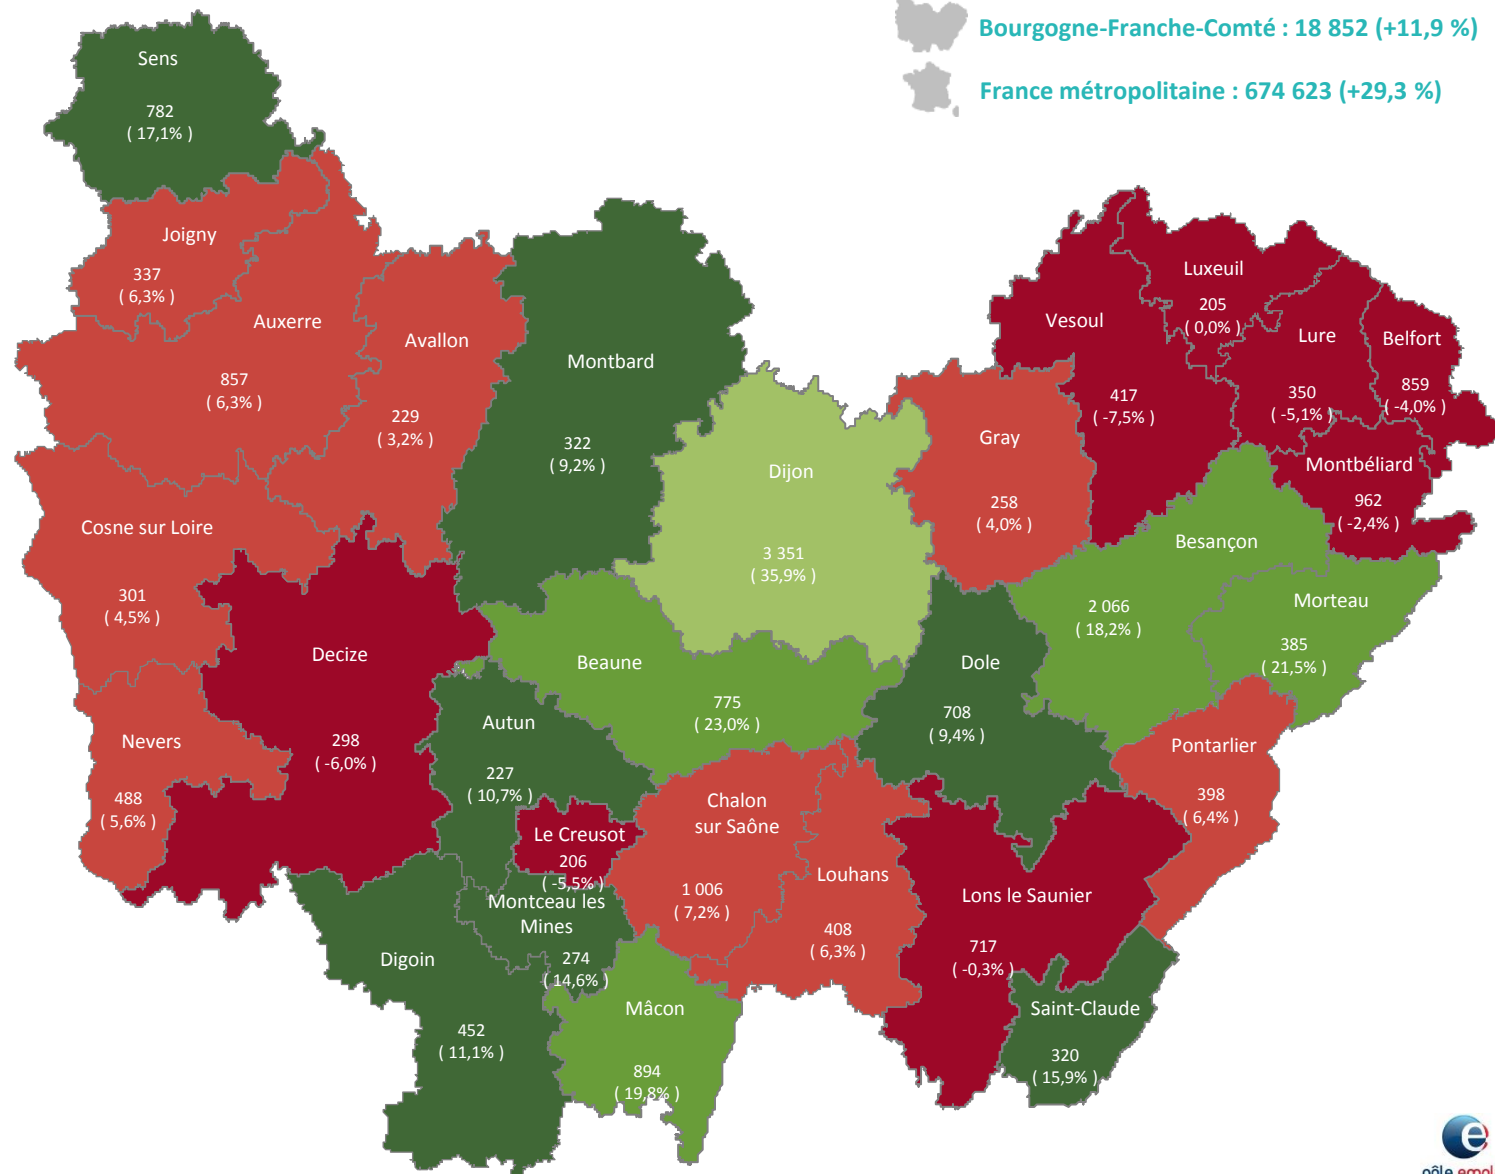 Bourgogne-Franche-Comté : 18 852 (+11,9 %)
France métropolitaine : 674 623 (+29,3 %)
Sens
782
( 17,1% )
Joigny
337
( 6,3% )
Auxerre
857
( 6,3% )
Avallon
229
( 3,2% )
Montbard
322
( 9,2% )
Dijon
3 351
( 35,9% )
Gray
258
( 4,0% )
Vesoul
417
( -7,5% )
Luxeuil
205
( 0,0% )
Lure
350
( -5,1% )
Belfort
859
( -4,0% )
Montbéliard
962
( -2,4% )
Besançon
2 066
( 18,2% )
Morteau
385
( 21,5% )
Cosne sur Loire
301
( 4,5% )
Decize
298
( -6,0% )
Nevers
488
( 5,6% )
Beaune
775
( 23,0% )
Autun
227
( 10,7% )
Dole
708
( 9,4% )
Pontarlier
398
( 6,4% )
Le Creusot
206
( -5,5% )
Montceau les
Mines
274
( 14,6% )
Chalon
sur Saône
1 006
( 7,2% )
Louhans
408
( 6,3% )
Lons le Saunier
717
( -0,3% )
Digoin
452
( 11,1% )
Mâcon
894
( 19,8% )
Saint-Claude
320
( 15,9% )
e